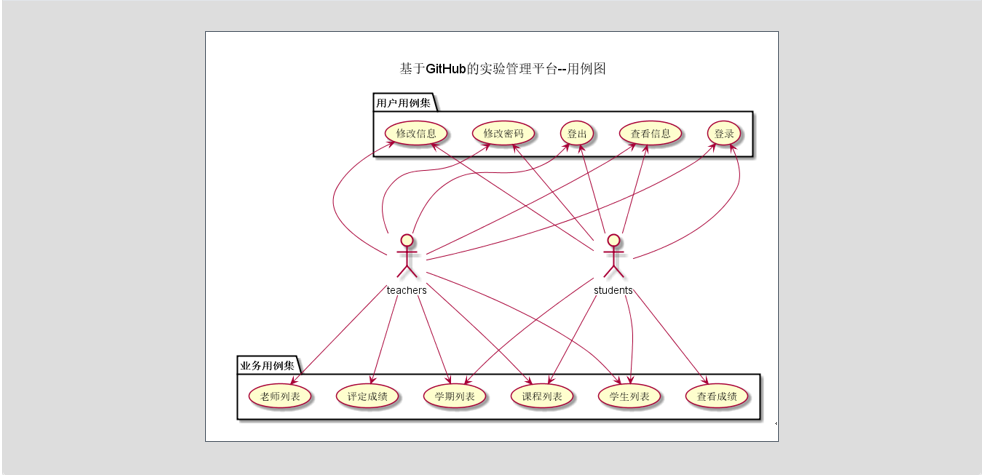 基于GitHub的实验管理平台--用例图
用户用例集
修改信息 修改密码 登出 查看信息 登录
teachers students
业务用例集
老师列表 评定成绩 学期列表 课程列表 学生列表 查看成绩